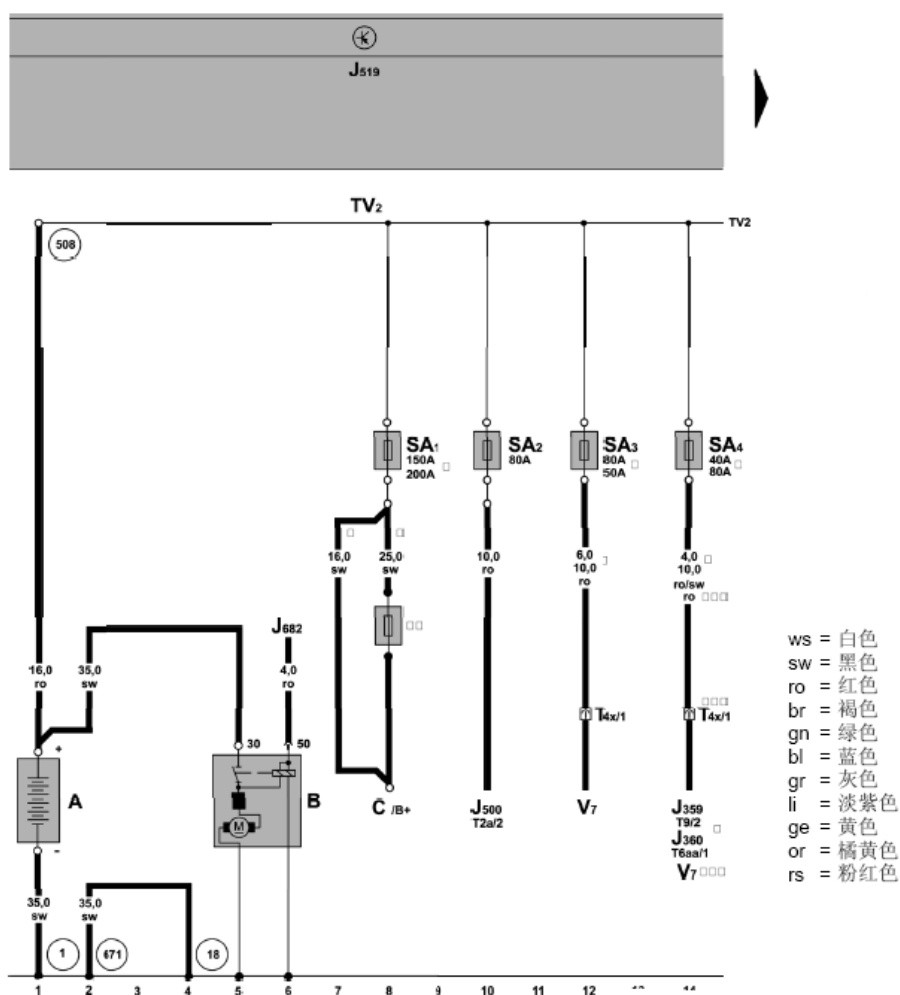 J519
TV2
TV2
508
SA1
150A
200A
SA2
80A
SA3
80A
50A
SA4
40A
80A
16,0
sw
25,0
sw
10,0
ro
6,0
10,0
ro
4,0
10,0
ro/sw
ro
J682
16,0
ro
35,0
sw
4,0
ro
T4x/1
T4x/1
+
30
50
A
B
M
-
C /B+
J500
T2a/2
V7
J359
T9/2
J360
T6aa/1
V7
35,0
sw
35,0
sw
1
671
18
1 2 3 4 5 6 7 8 9 10 11 12
ws = 白色
sw = 黑色
ro = 红色
br = 褐色
gn = 绿色
bl = 蓝色
gr = 灰色
li = 淡紫色
ge = 黄色
or = 橘黄色
rs = 粉红色